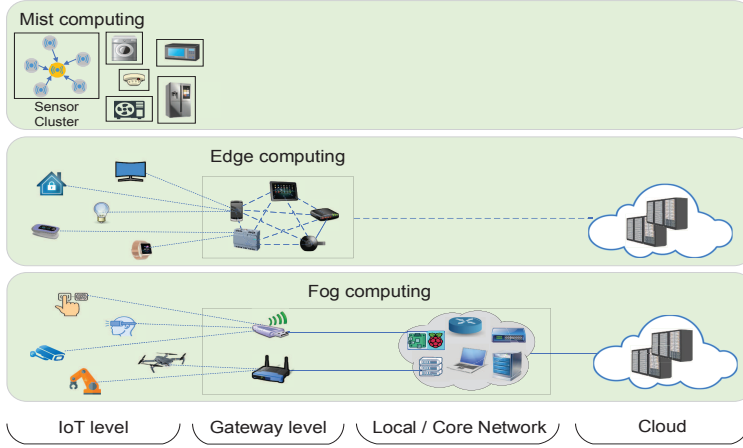 Mist computing
Sensor
Cluster
Edge computing
Fog computing
IoT level
Gateway level
Local / Core Network
Cloud